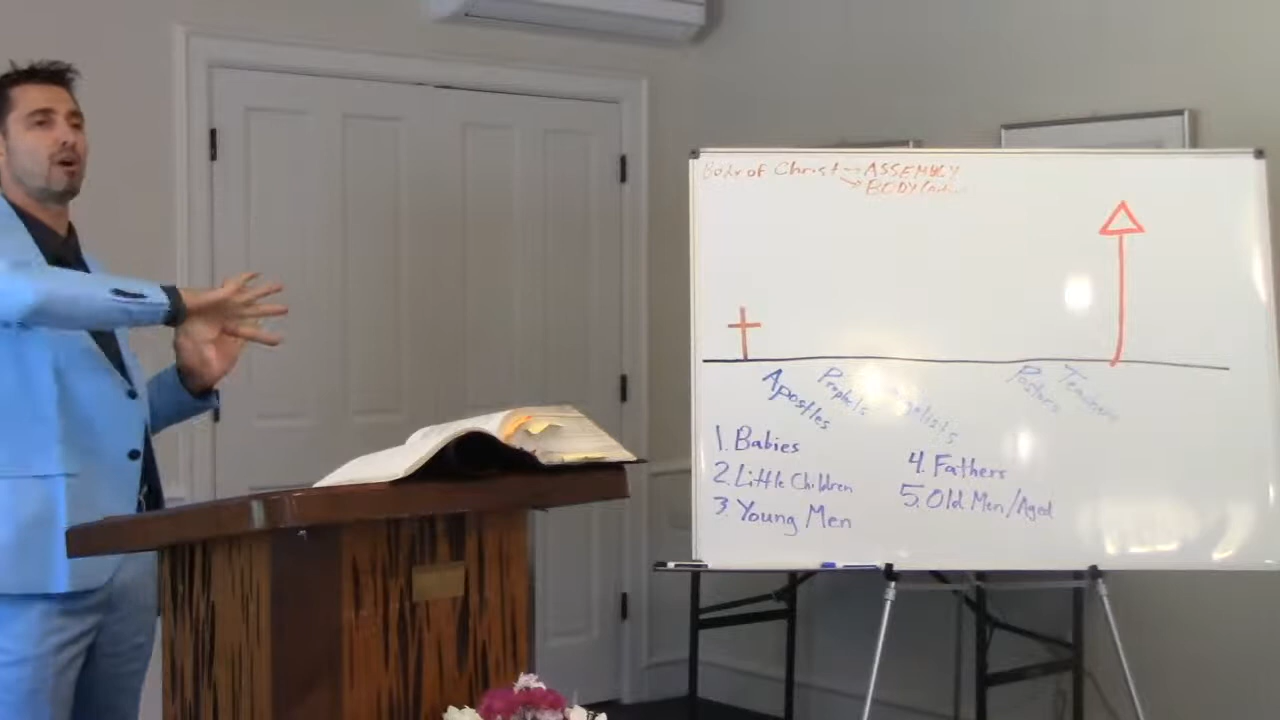 Body of Christ → ASSEMBLY
→ BODY
Apostles
Prophets
Pastors
Teachers
1. Babies
2. Little Children
3. Young Men
4. Fathers
5. Old Men/Aged